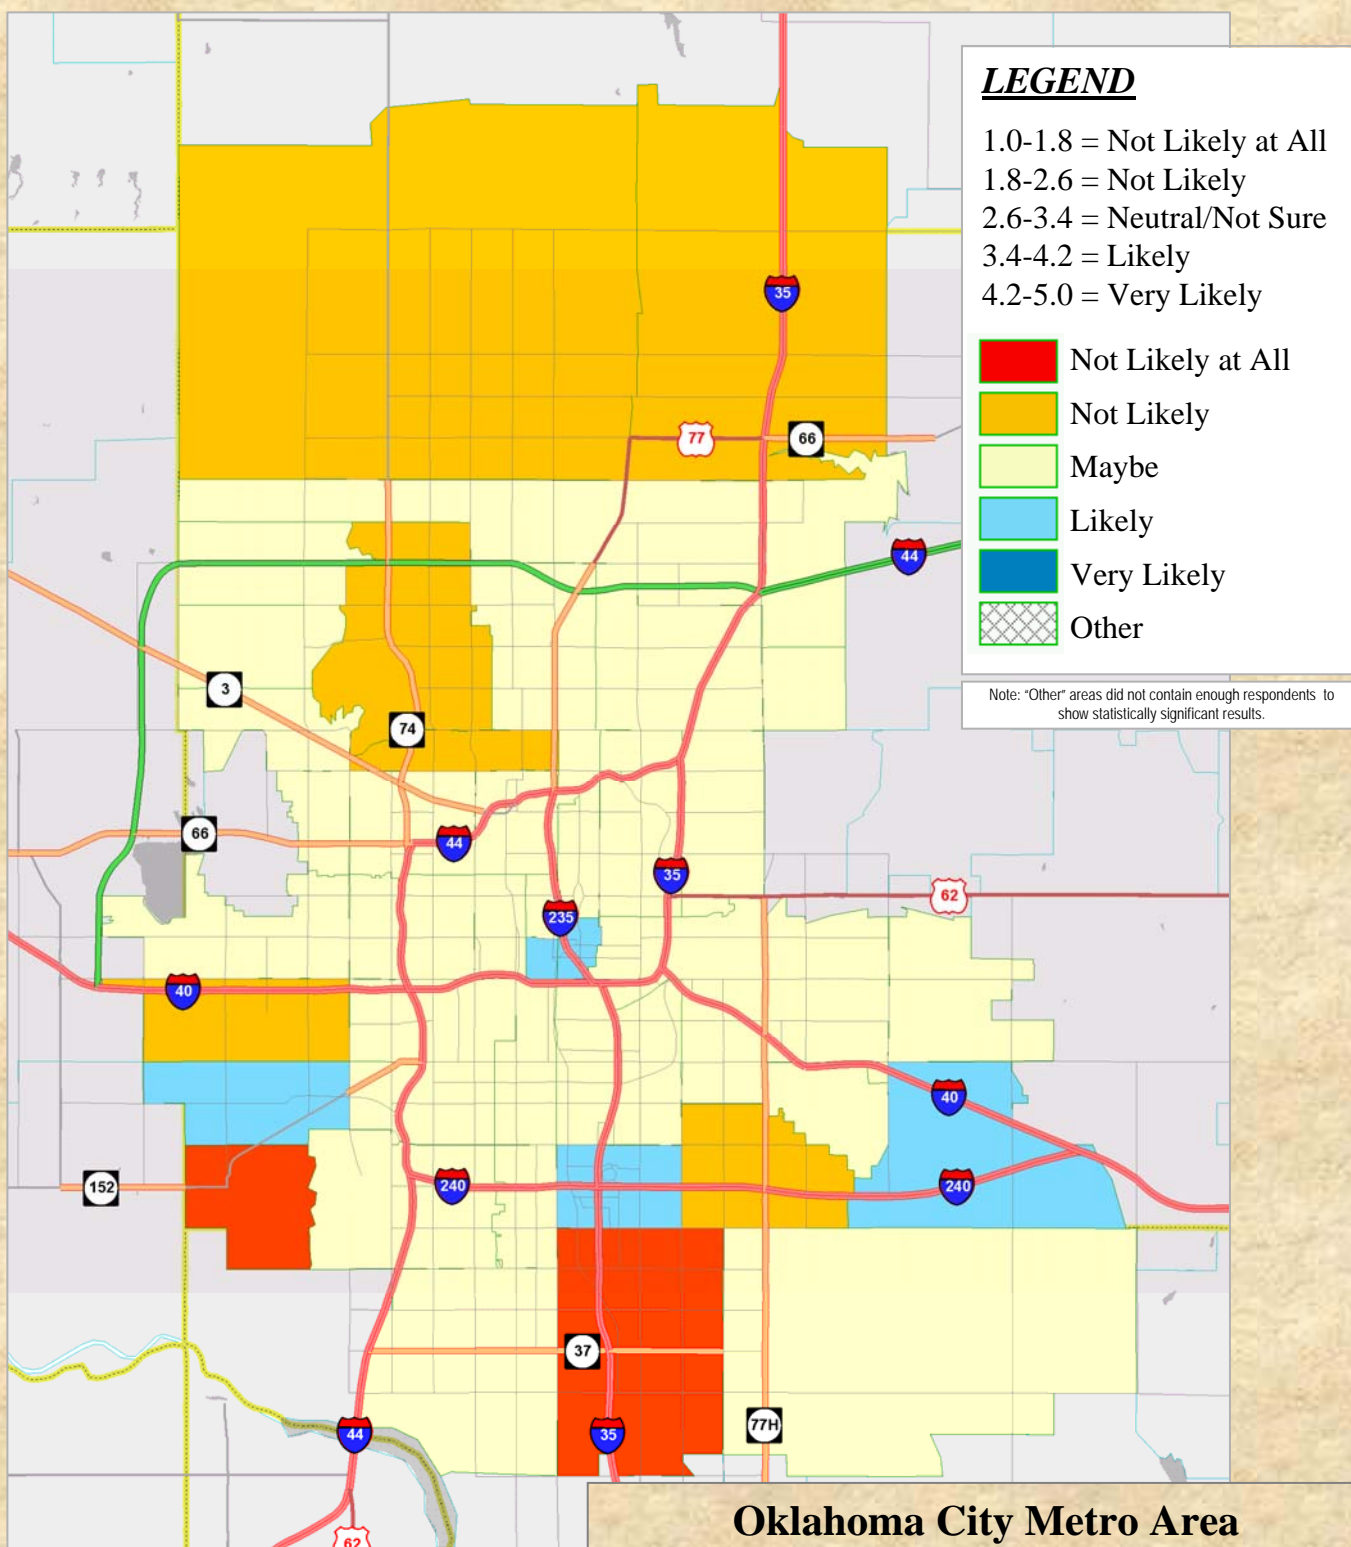 LEGEND
1.0-1.8 = Not Likely at All
1.8-2.6 = Not Likely
2.6-3.4 = Neutral/Not Sure
3.4-4.2 = Likely
4.2-5.0 = Very Likely
Not Likely at All
Not Likely
Maybe
Likely
Very Likely
Other
Note: "Other" areas did not contain enough respondents to
show statistically significant results.
35
77
66
44
3
74
66
44
35
62
235
40
40
152
240
240
37
77H
44
35
62
Oklahoma City Metro Area